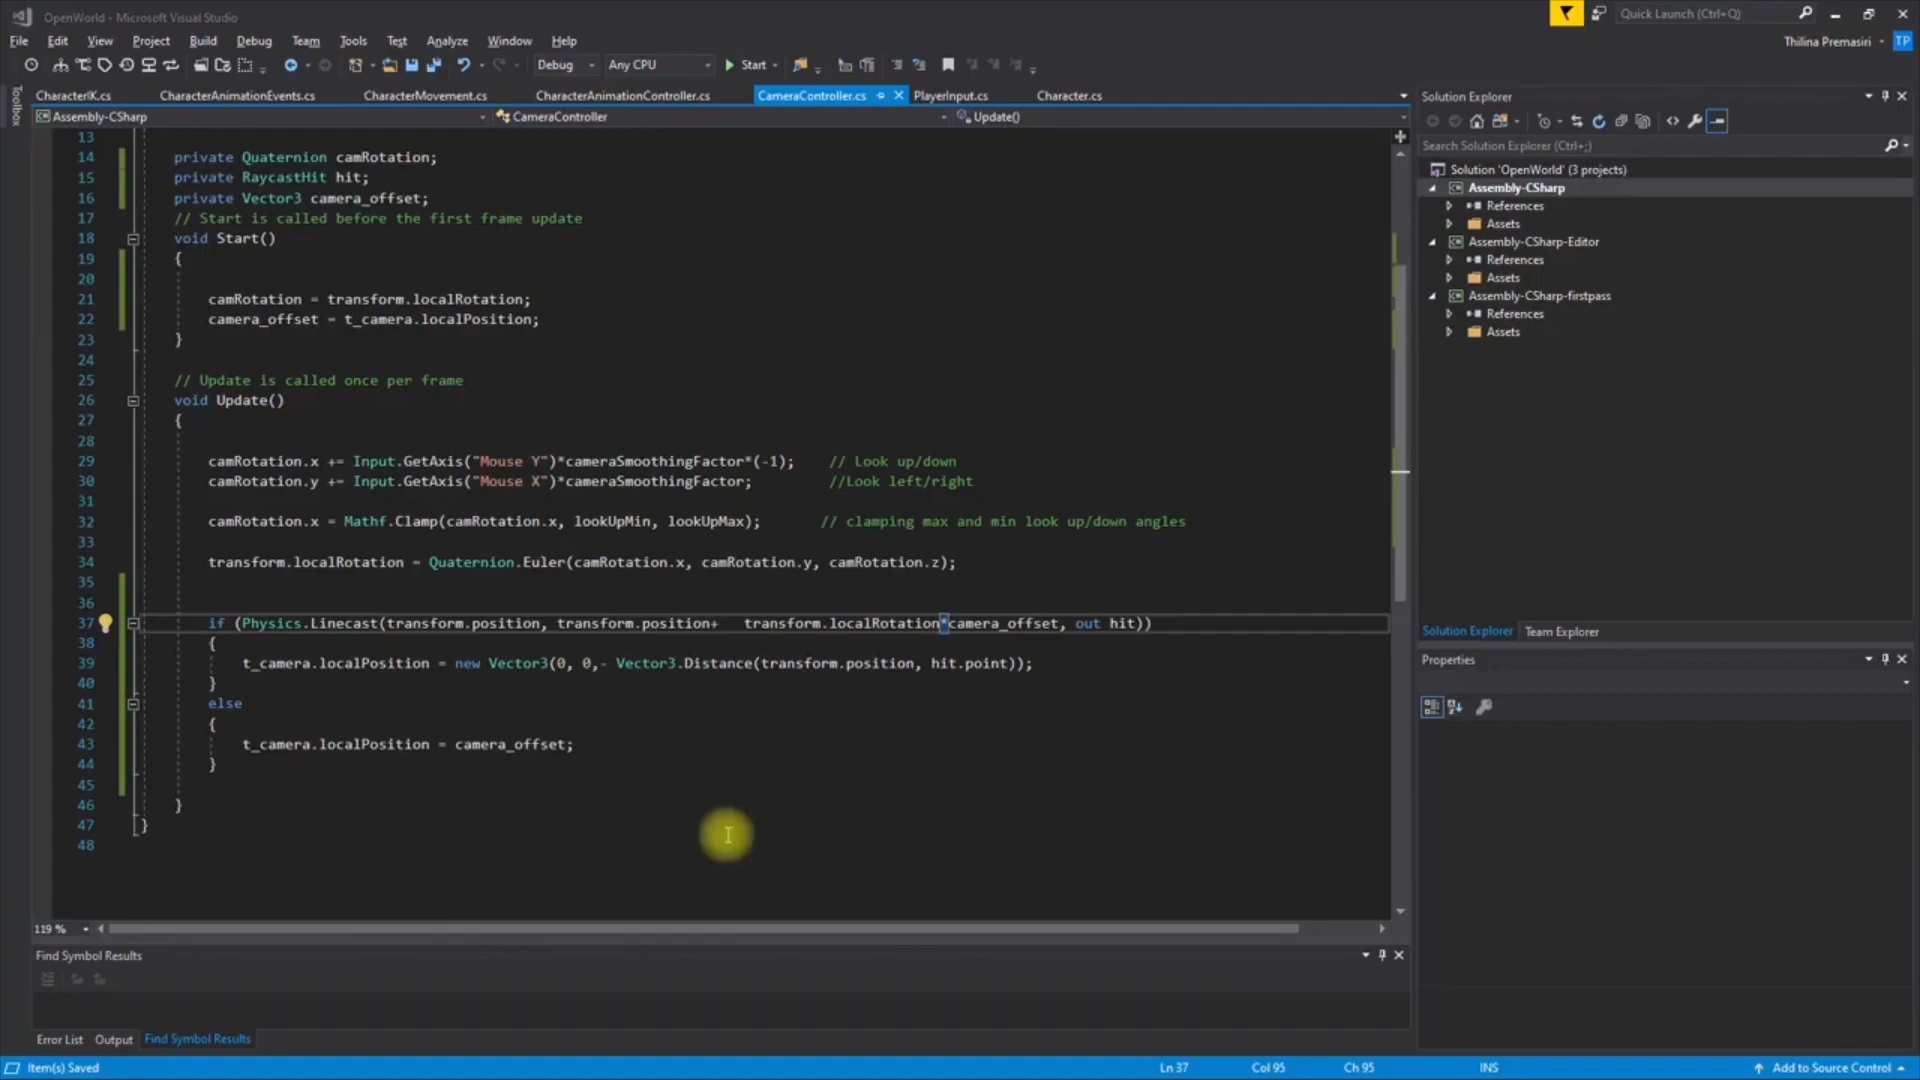 OpenWorld - Microsoft Visual Studio
Quick Launch (Ctrl+Q)
File Edit View Project Build Debug Team Tools Test Analyze Window Help
Thilina Premasiri TP
Debug Any CPU Start
Toolbox
CharacterIK.cs CharacterAnimationEvents.cs CharacterMovement.cs CharacterAnimationController.cs CameraController.cs PlayerInput.cs Character.cs
Assembly-CSharp CameraController Update()
13
14 private Quaternion camRotation;
15 private RaycastHit hit;
16 private Vector3 camera_offset;
17 // Start is called before the first frame update
18 void Start()
19 {
20
21 camRotation = transform.localRotation;
22 camera_offset = t_camera.localPosition;
23 }
24
25 // Update is called once per frame
26 void Update()
27 {
28
29 camRotation.x += Input.GetAxis("Mouse Y")*cameraSmoothingFactor*(-1); // Look up/down
30 camRotation.y += Input.GetAxis("Mouse X")*cameraSmoothingFactor; //Look left/right
31
32 camRotation.x = Mathf.Clamp(camRotation.x, lookUpMin, lookUpMax); // clamping max and min look up/down angles
33
34 transform.localRotation = Quaternion.Euler(camRotation.x, camRotation.y, camRotation.z);
35
36
37 if (Physics.Linecast(transform.position, transform.position+ transform.localRotation*camera_offset, out hit))
38 {
39 t_camera.localPosition = new Vector3(0, 0,- Vector3.Distance(transform.position, hit.point));
40 }
41 else
42 {
43 t_camera.localPosition = camera_offset;
44 }
45
46 }
47 }
48
119 %
Find Symbol Results
Error List Output Find Symbol Results
Solution Explorer
Search Solution Explorer (Ctrl+;)
Solution 'OpenWorld' (3 projects)
Assembly-CSharp
References
Assets
Assembly-CSharp-Editor
References
Assets
Assembly-CSharp-firstpass
References
Assets
Solution Explorer Team Explorer
Properties
Item(s) Saved Ln 37 Col 95 Ch 95 INS Add to Source Control